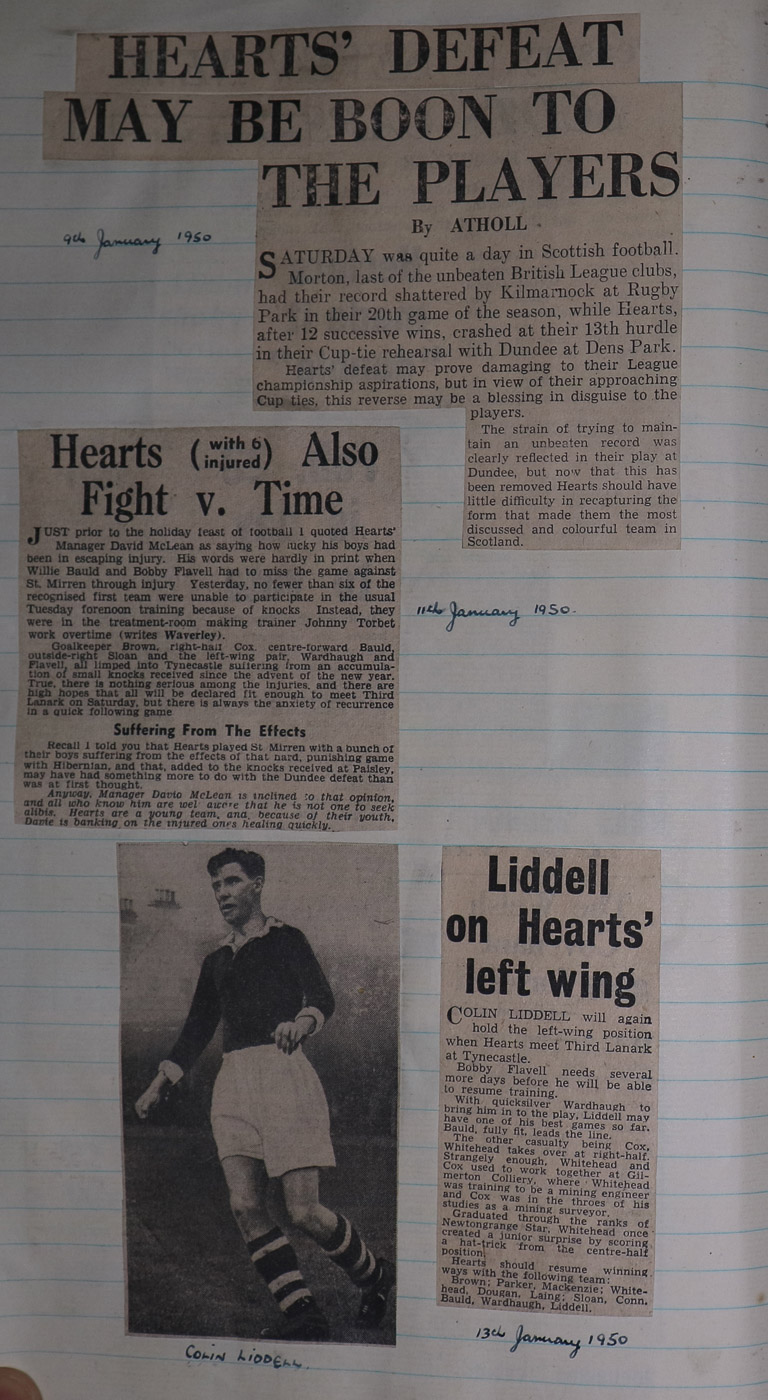 HEARTS' DEFEAT
MAY BE BOON TO
THE PLAYERS
By ATHOLL
9th January 1950
SATURDAY was quite a day in Scottish football.
Morton, last of the unbeaten British League clubs,
had their record shattered by Kilmarnock at Rugby
Park in their 20th game of the season, while Hearts,
after 12 successive wins, crashed at their 13th hurdle
in their Cup-tie rehearsal with Dundee at Dens Park.
Hearts' defeat may prove damaging to their League
championship aspirations, but in view of their approaching
Cup ties, this reverse may be a blessing in disguise to the
players.
The strain of trying to main-
tain an unbeaten record was
clearly reflected in their play at
Dundee, but now that this has
been removed Hearts should have
little difficulty in recapturing the
form that made them the most
discussed and colourful team in
Scotland.
Hearts (with 6 injured) Also
Fight v. Time
JUST prior to the holiday feast of football I quoted Hearts'
Manager David McLean as saying how lucky his boys had
been in escaping injury. His words were hardly in print when
Willie Bauld and Bobby Flavell had to miss the game against
St. Mirren through injury Yesterday, no fewer than six of the
recognised first team were unable to participate in the usual
Tuesday forenoon training because of knocks Instead, they
were in the treatment-room making trainer Johnny Torbet
work overtime (writes Waverley).
Goalkeeper Brown, right-half Cox, centre-forward Bauld,
outside-right Sloan and the left-wing pair, Wardhaugh and
Flavell, all limped into Tynecastle suffering from an accumula-
tion of small knocks received since the advent of the new year.
True, there is nothing serious among the injuries, and there are
high hopes that all will be declared fit enough to meet Third
Lanark on Saturday, but there is always the anxiety of recurrence
in a quick following game
Suffering From The Effects
Recall I told you that Hearts played St Mirren with a bunch of
their boys suffering from the effects of that hard, punishing game
with Hibernian, and that, added to the knocks received at Paisley,
may have had something more to do with the Dundee defeat than
was at first thought.
Anyway, Manager Davie McLean is inclined to that opinion,
and all who know him are well aware that he is not one to seek
alibis. Hearts are a young team, and, because of their youth,
Davie is banking on the injured ones healing quickly.
11th January 1950.
COLIN LIDDELL.
Liddell
on Hearts'
left wing
COLIN LIDDELL will again
hold the left-wing position
when Hearts meet Third Lanark
at Tynecastle.
Bobby Flavell needs several
more days before he will be able
to resume training.
With quicksilver Wardhaugh to
bring him in to the play, Liddell may
have one of his best games so far.
Bauld, fully fit, leads the line.
The other casualty being Cox,
Whitehead takes over at right-half.
Strangely enough, Whitehead and
Cox used to work together at Gil-
merton Colliery, where Whitehead
was training to be a mining engineer
and Cox was in the throes of his
studies as a mining surveyor.
Graduated through the ranks of
Newtongrange Star, Whitehead once
created a junior surprise by scoring
a hat-trick from the centre-half
position.
Hearts should resume winning
ways with the following team:
Brown; Parker, Mackenzie; White-
head, Dougan, Laing; Sloan, Conn,
Bauld, Wardhaugh, Liddell.
13th January 1950